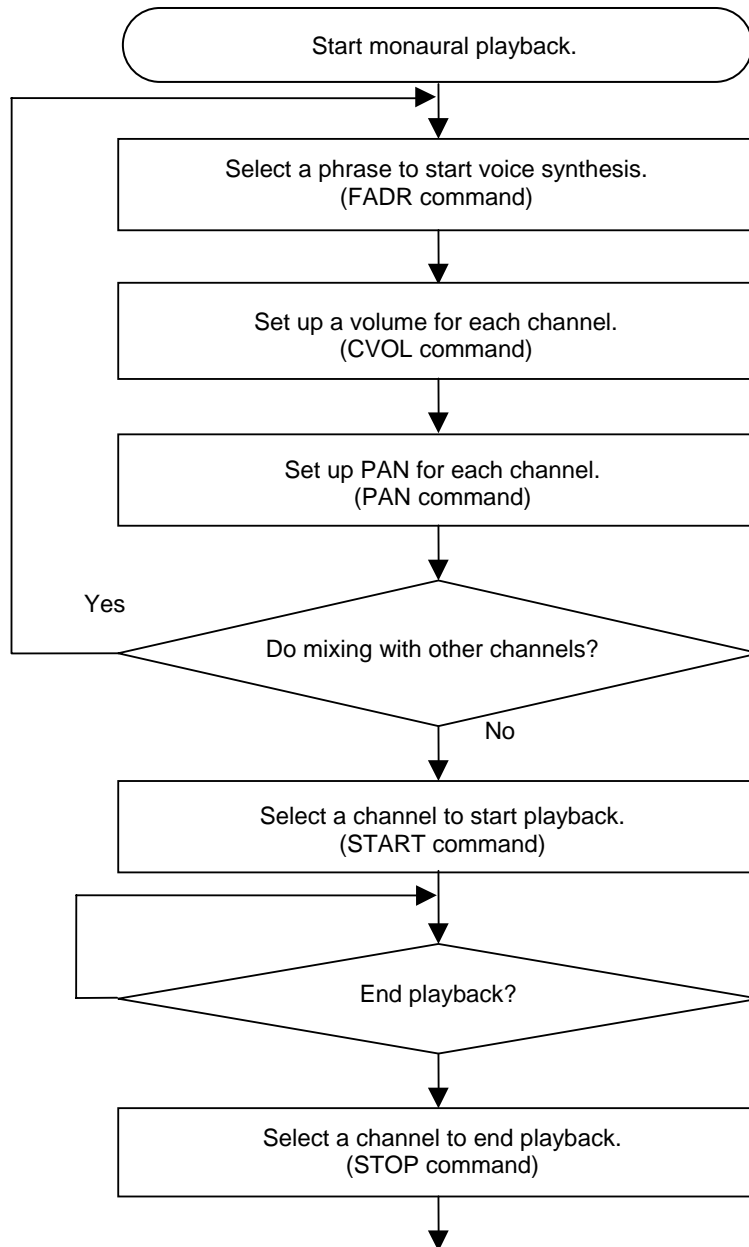 Start monaural playback.
Select a phrase to start voice synthesis.
(FADR command)
Set up a volume for each channel.
(CVOL command)
Set up PAN for each channel.
(PAN command)
Yes
Do mixing with other channels?
No
Select a channel to start playback.
(START command)
End playback?
Select a channel to end playback.
(STOP command)